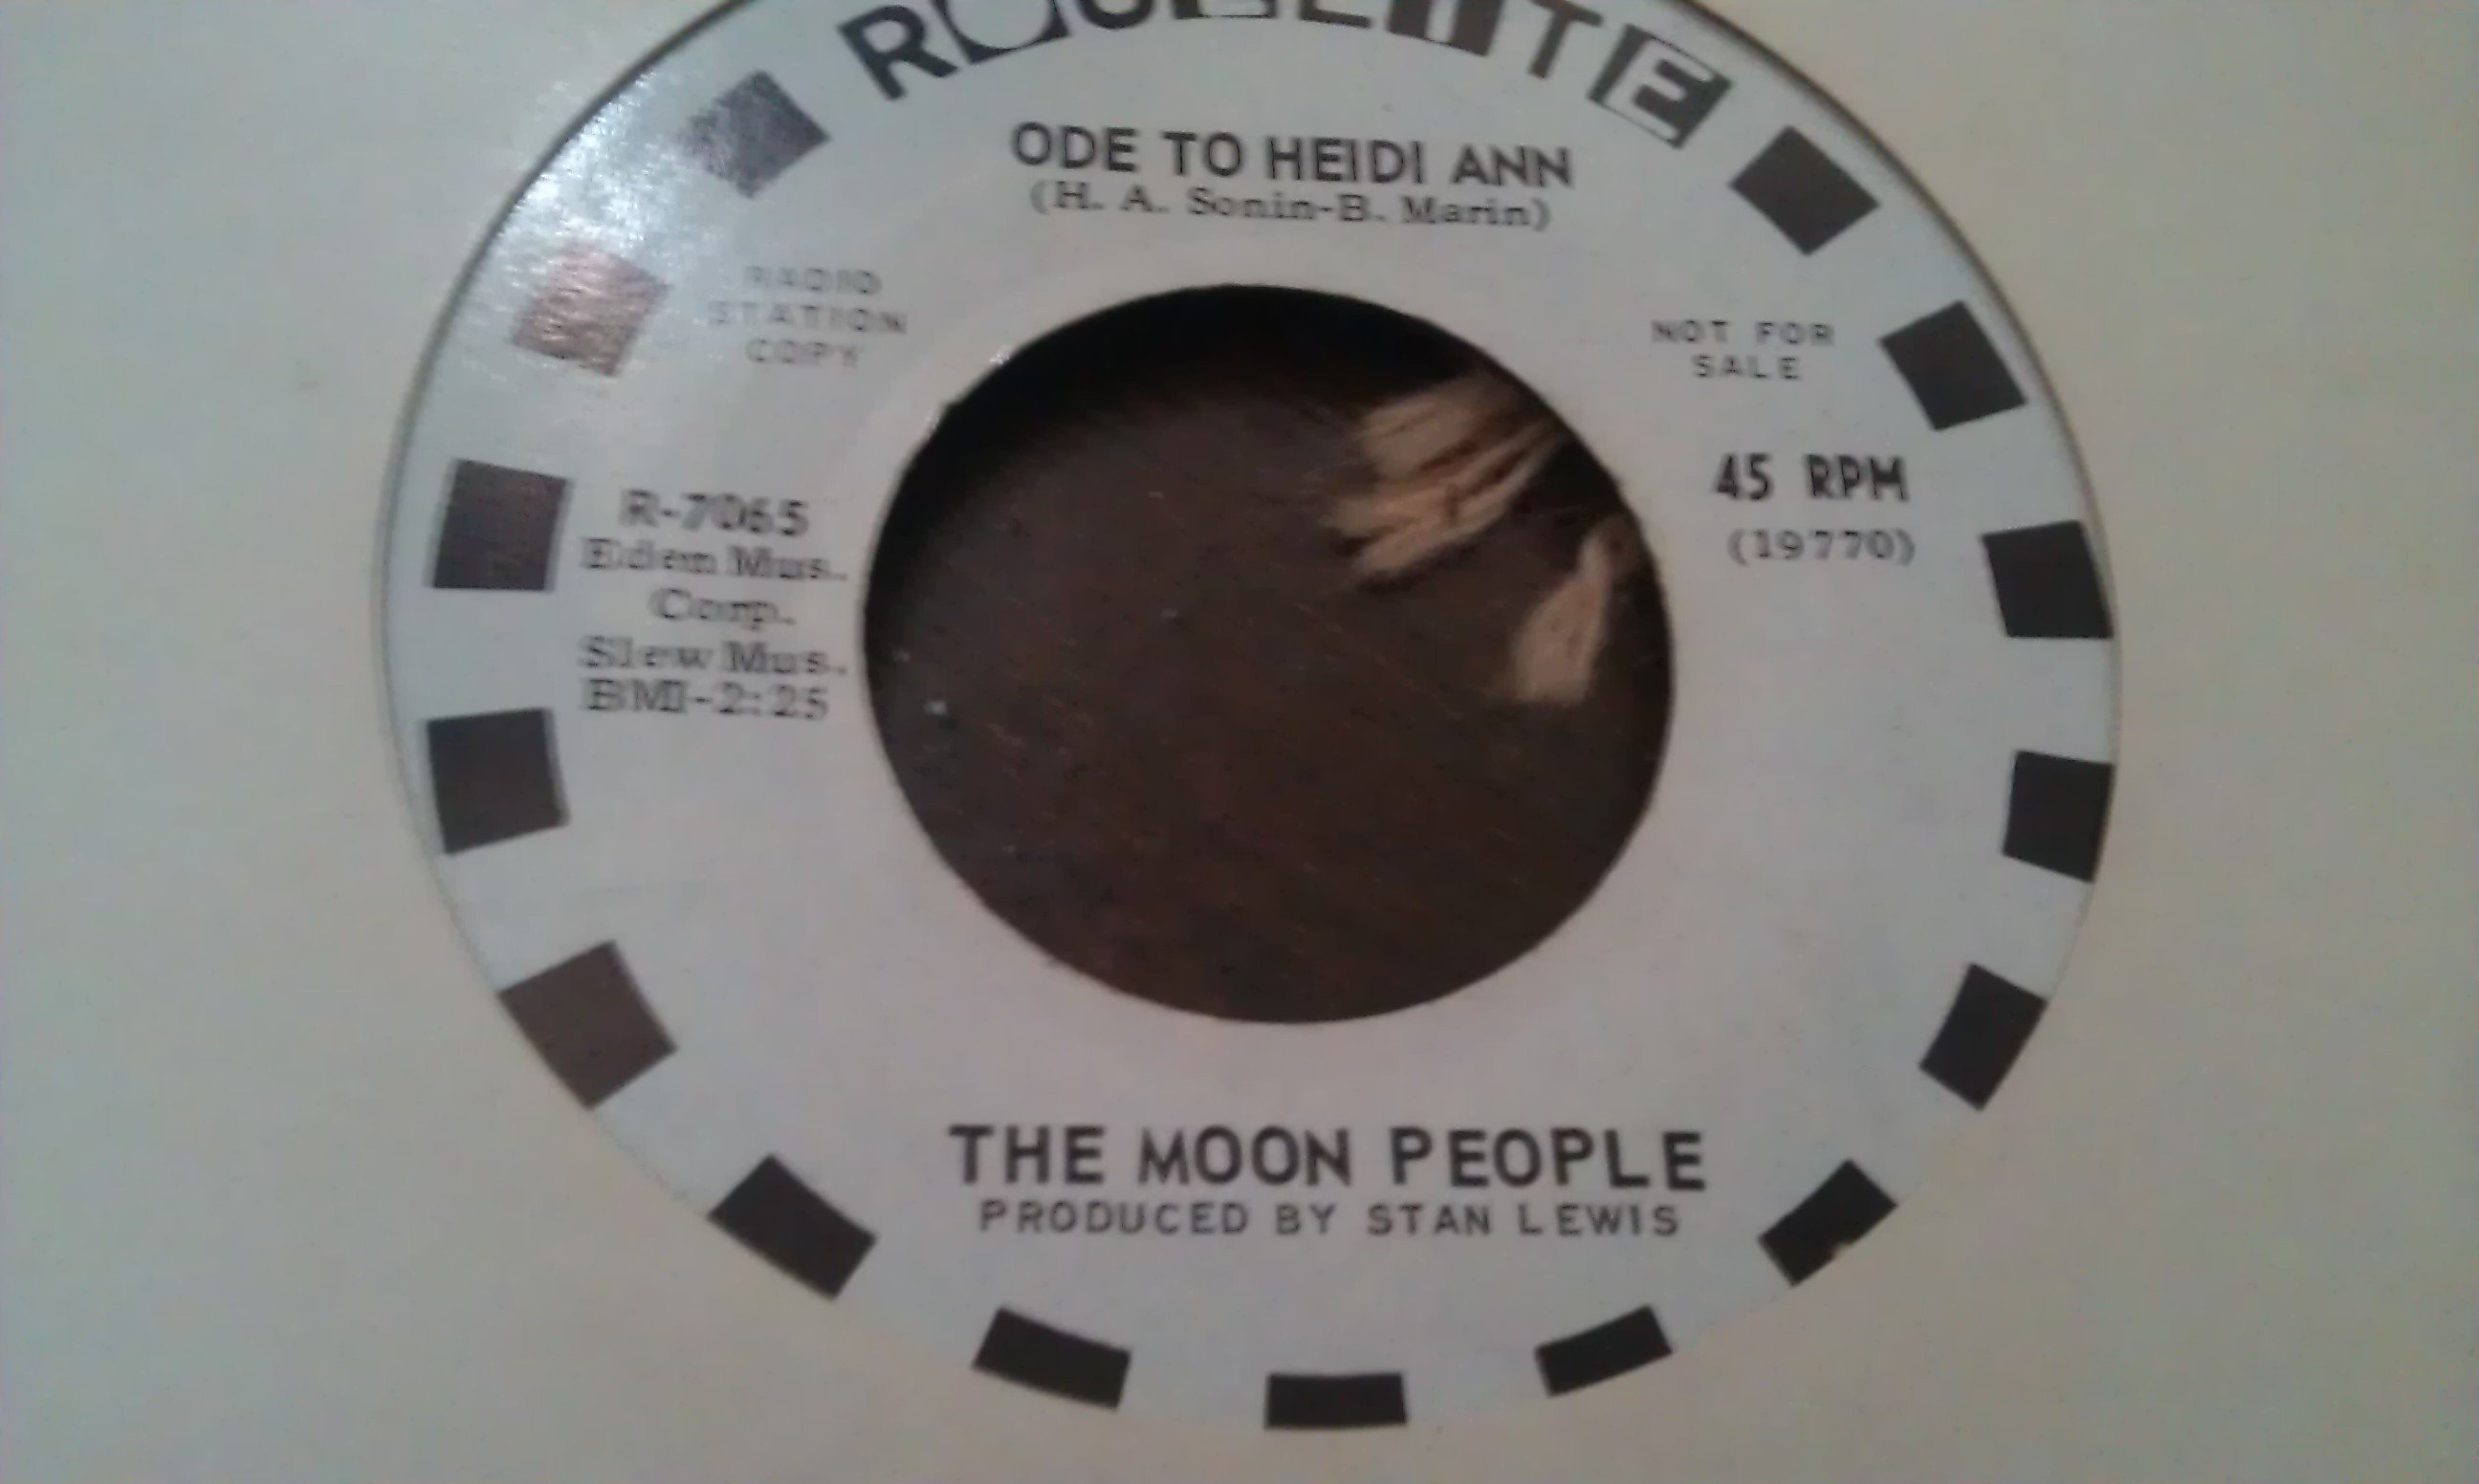 ROULETTE
ODE TO HEIDI ANN
(H. A. Sonin-B. Marin)
RADIO
STATION
COPY
NOT FOR
SALE
45 RPM
(19770)
R-7065
Edem Mus.
Corp.
Slew Mus.
BMI-2:25
THE MOON PEOPLE
PRODUCED BY STAN LEWIS